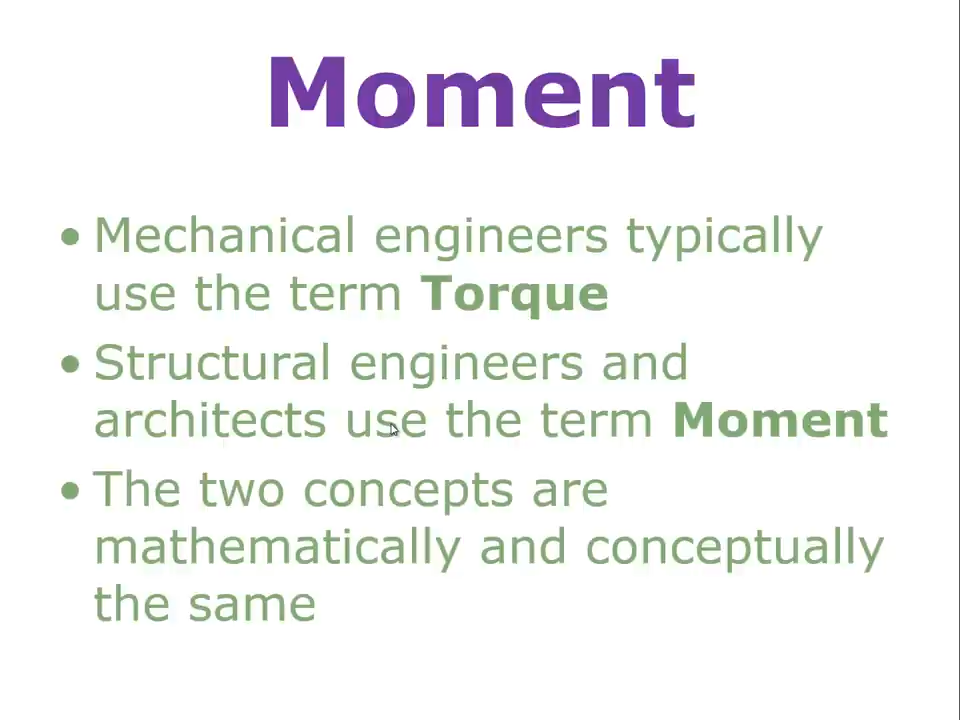 Moment
• Mechanical engineers typically
use the term Torque
• Structural engineers and
architects use the term Moment
• The two concepts are
mathematically and conceptually
the same